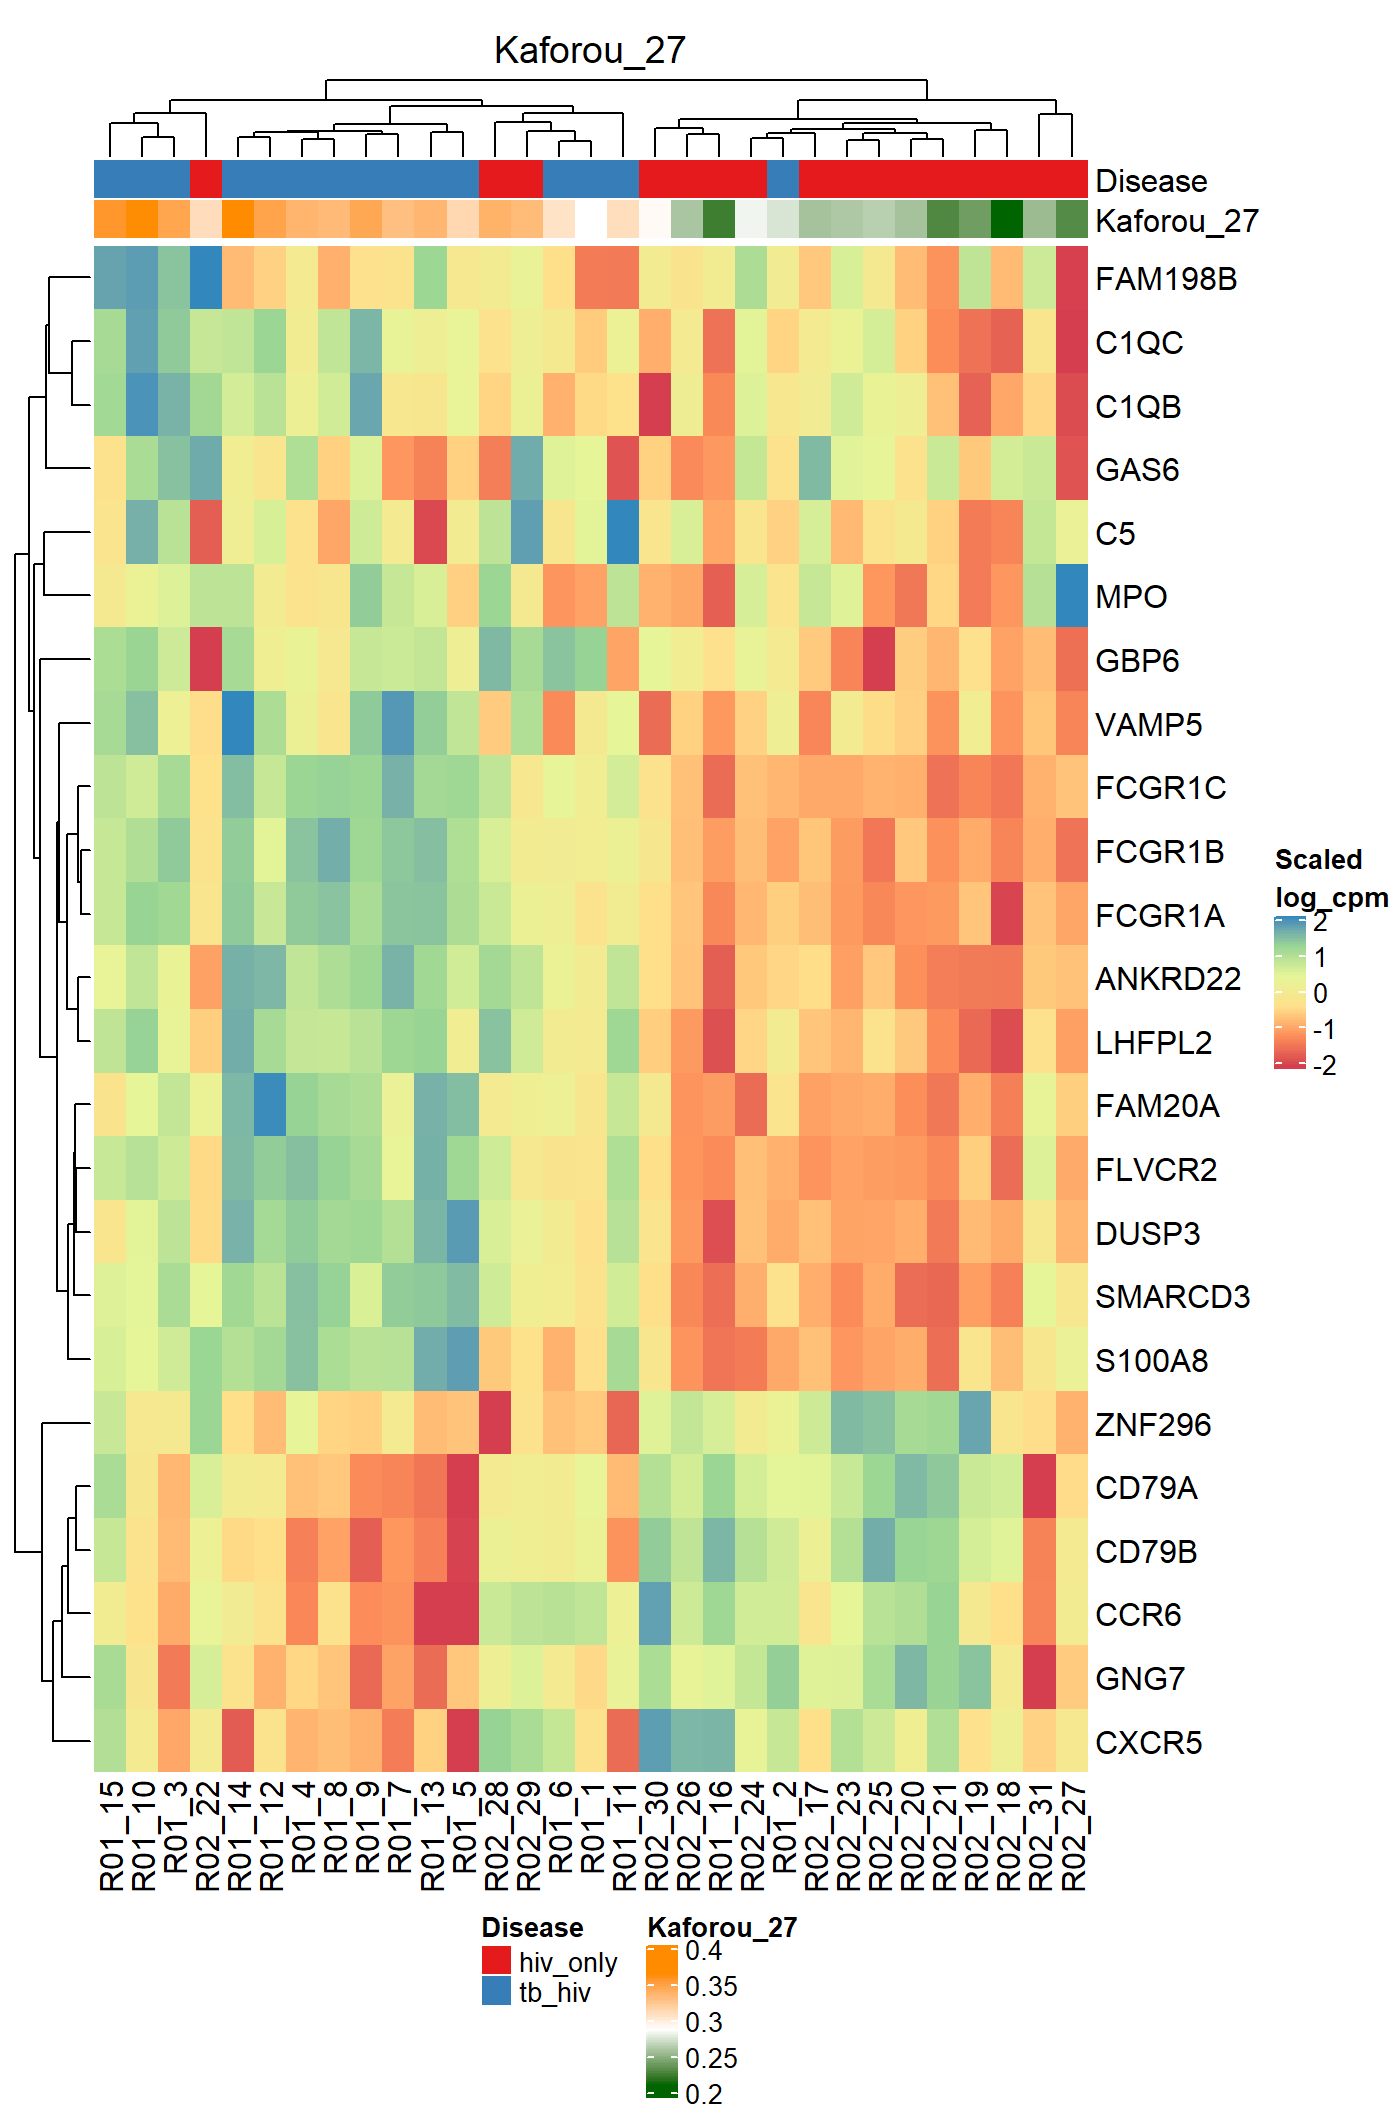 Kaforou_27
Disease
Kaforou_27
FAM198B
C1QC
C1QB
GAS6
C5
MPO
GBP6
VAMP5
FCGR1C
FCGR1B
FCGR1A
ANKRD22
LHFPL2
FAM20A
FLVCR2
DUSP3
SMARCD3
S100A8
ZNF296
CD79A
CD79B
CCR6
GNG7
CXCR5
Scaled
log_cpm
2
1
0
-1
-2
R01_15
R01_10
R01_3
R02_22
R01_14
R01_12
R01_4
R01_8
R01_9
R01_7
R01_13
R01_5
R02_28
R02_29
R01_6
R01_1
R01_11
R02_30
R02_26
R01_16
R02_24
R01_2
R02_17
R02_23
R02_25
R02_20
R02_21
R02_19
R02_18
R02_31
R02_27
Disease
hiv_only
tb_hiv
Kaforou_27
0.4
0.35
0.3
0.25
0.2